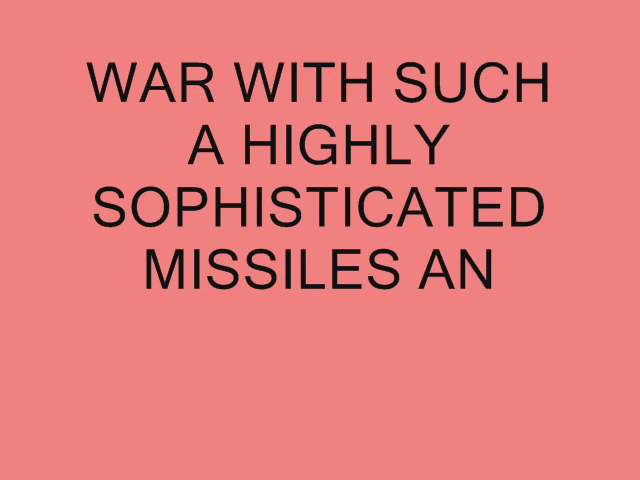 WAR WITH SUCH
A HIGHLY
SOPHISTICATED
MISSILES AN